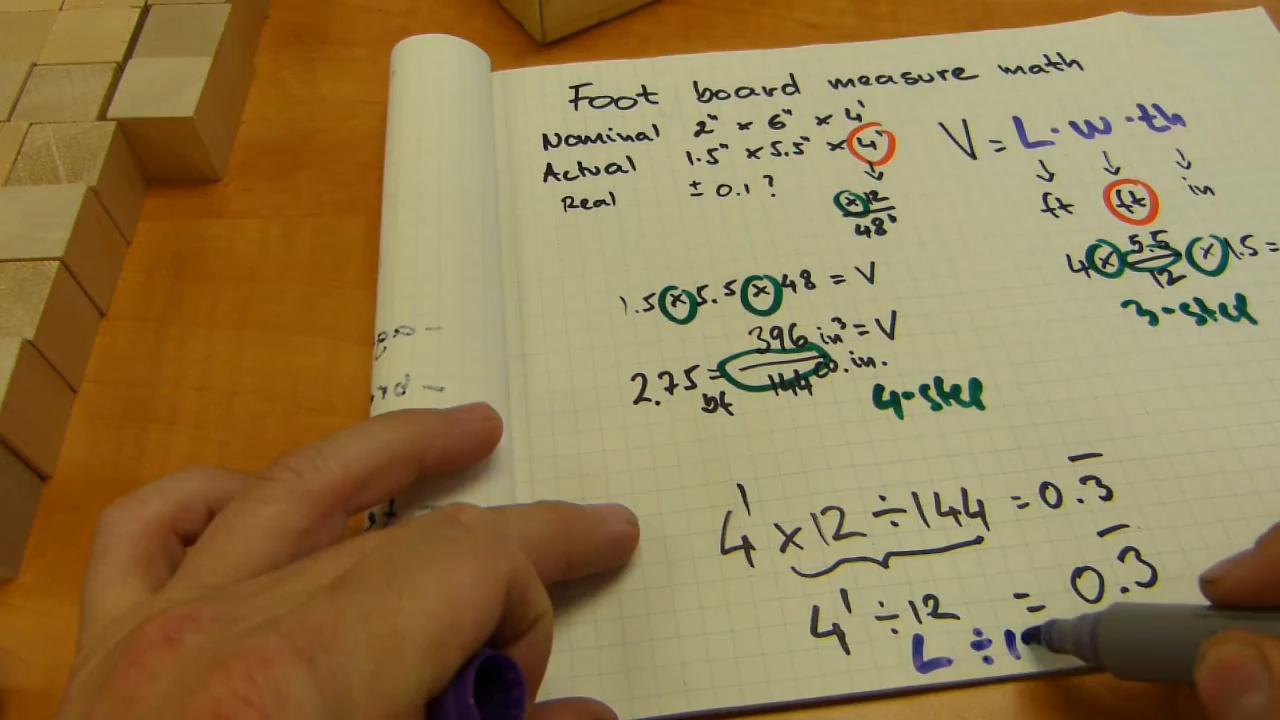 Foot board measure math
Nominal 2" x 6" x 4'
Actual 1.5" x 5.5" x 4'
Real ± 0.1?
x 12
48"
V = L · w · th
ft ft in
4 x 5.5 x 1.5 =
12
3-step
1.5 x 5.5 x 48 = V
396 in³ = V
2.75 = 144 cu. in.
bf
4-step
4' x 12 ÷ 144 = 0.3̅
4' ÷ 12 = 0.3̅
L ÷ 1